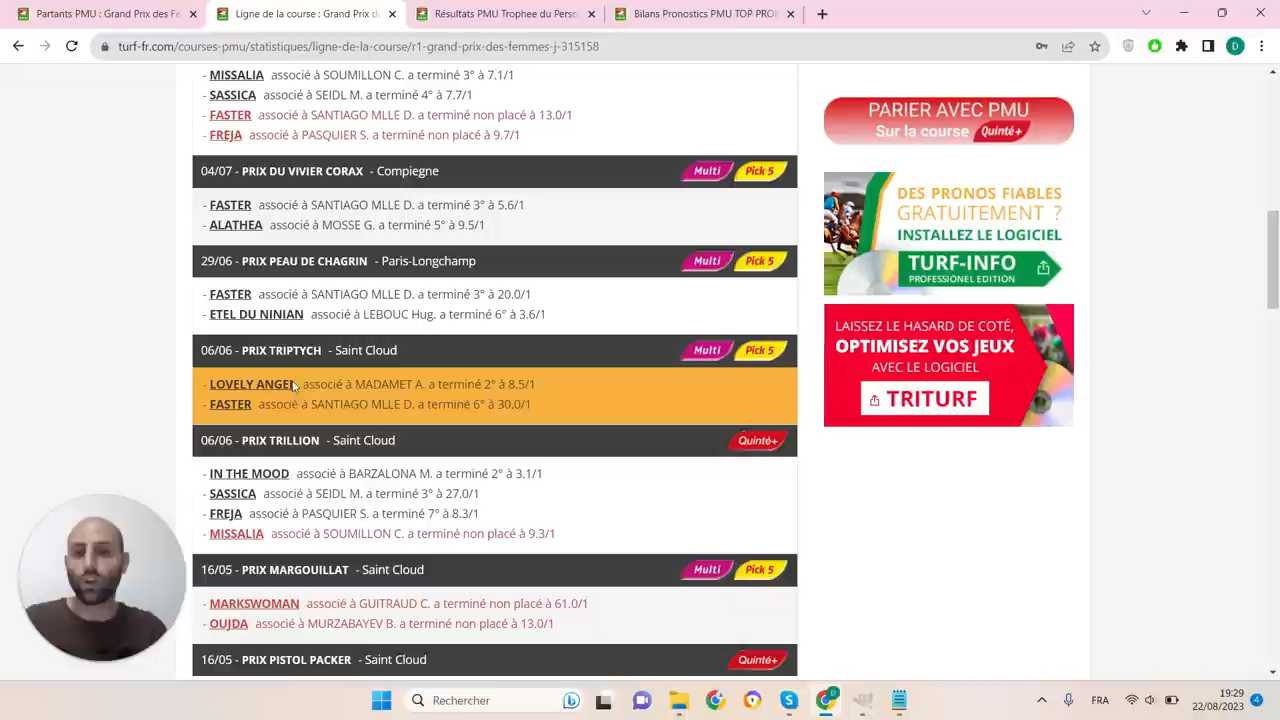 Turf: Prono
Ligne des cours
Résultats PMU Trophee du Perso
Bilans Pronostics PMU TOP PRO
turf-fr.com/courses-pmu/statistiques/ligne-de-la-course/r1-grand-prix-des-femmes-j-315158
D
- MISSALIA associé à SOUMILLON C. a terminé 3° à 7.1/1
- SASSICA associé à SEIDL M. a terminé 4° à 7.7/1
- FASTER associé à SANTIAGO MLLE D. a terminé non placé à 13.0/1
- FREJA associé à PASQUIER S. a terminé non placé à 9.7/1
04/07 - PRIX DU VIVIER CORAX - Compiegne Multi Pick 5
- FASTER associé à SANTIAGO MLLE D. a terminé 3° à 5.6/1
- ALATHEA associé à MOSSE G. a terminé 5° à 9.5/1
29/06 - PRIX PEAU DE CHAGRIN - Paris-Longchamp Multi Pick 5
- FASTER associé à SANTIAGO MLLE D. a terminé 3° à 20.0/1
- ETEL DU NINIAN associé à LEBOUC Hug. a terminé 6° à 3.6/1
06/06 - PRIX TRIPTYCH - Saint Cloud Multi Pick 5
- LOVELY ANGEL associé à MADAMET A. a terminé 2° à 8.5/1
- FASTER associé à SANTIAGO MLLE D. a terminé 6° à 30.0/1
06/06 - PRIX TRILLION - Saint Cloud Quinté+
- IN THE MOOD associé à BARZALONA M. a terminé 2° à 3.1/1
- SASSICA associé à SEIDL M. a terminé 3° à 27.0/1
- FREJA associé à PASQUIER S. a terminé 7° à 8.3/1
- MISSALIA associé à SOUMILLON C. a terminé non placé à 9.3/1
16/05 - PRIX MARGOUILLAT - Saint Cloud Multi Pick 5
- MARKSWOMAN associé à GUITRAUD C. a terminé non placé à 61.0/1
- OUJDA associé à MURZABAYEV B. a terminé non placé à 13.0/1
16/05 - PRIX PISTOL PACKER - Saint Cloud Quinté+
PARIER AVEC PMU
Sur la course Quinté+
DES PRONOS FIABLES
GRATUITEMENT ?
INSTALLEZ LE LOGICIEL
TURF-INFO
PROFESSIONEL EDITION
LAISSEZ LE HASARD DE COTÉ,
OPTIMISEZ VOS JEUX
AVEC LE LOGICIEL
TRITURF
Rechercher
FRA
19:29
22/08/2023